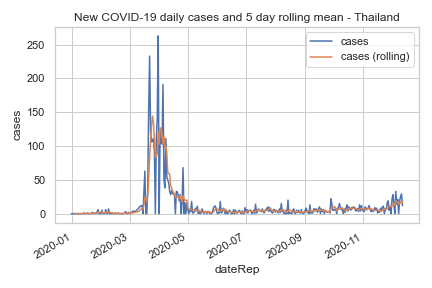 New COVID-19 daily cases and 5 day rolling mean - Thailand
cases
cases (rolling)
250
200
150
100
50
0
cases
2020-01
2020-03
2020-05
2020-07
2020-09
2020-11
dateRep